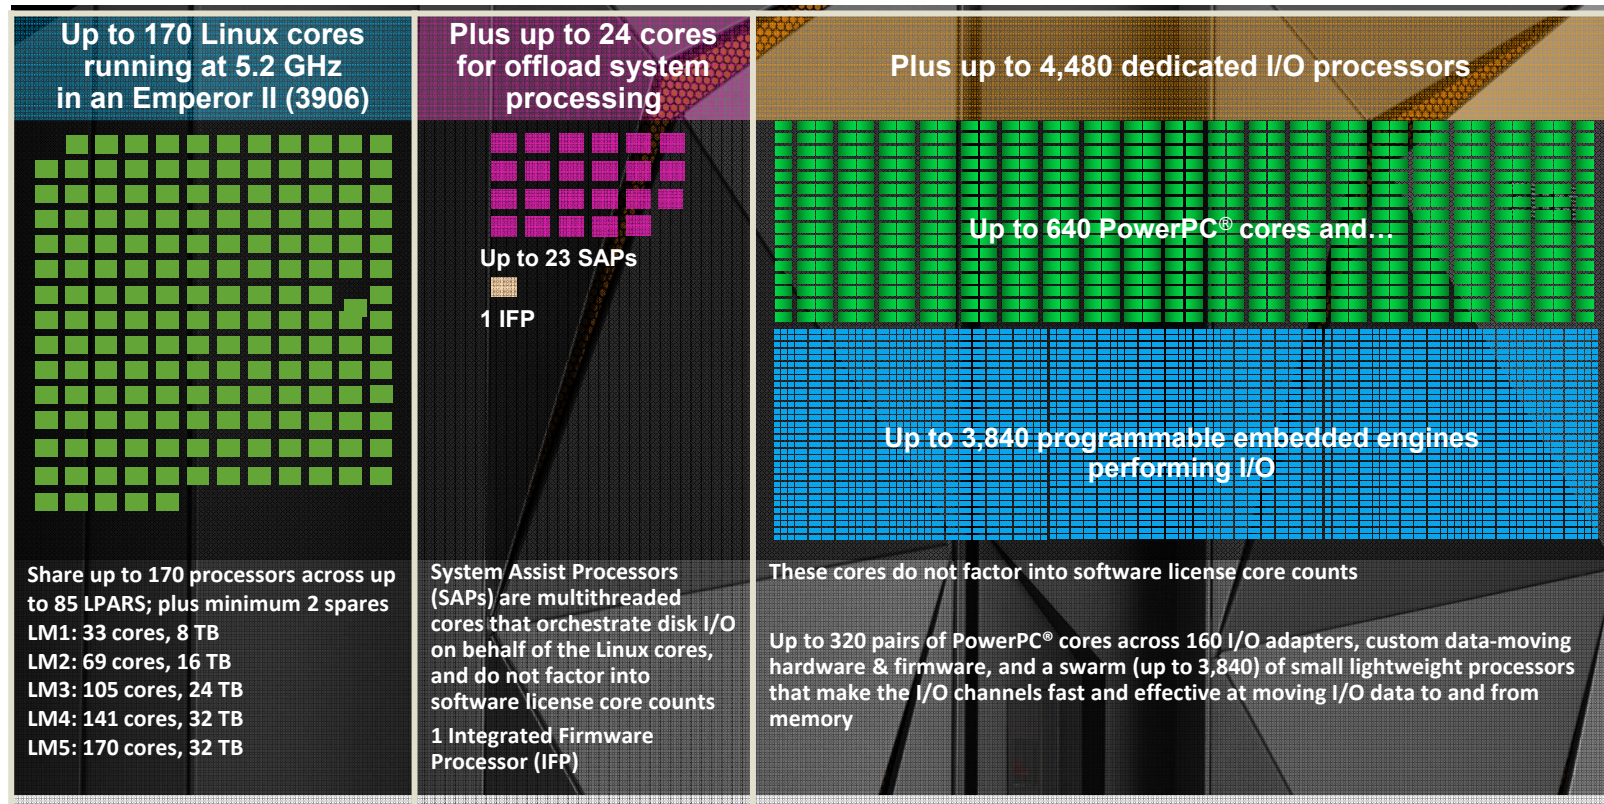 Up to 170 Linux cores
running at 5.2 GHz
in an Emperor II (3906)
Share up to 170 processors across up
to 85 LPARS; plus minimum 2 spares
LM1: 33 cores, 8 TB
LM2: 69 cores, 16 TB
LM3: 105 cores, 24 TB
LM4: 141 cores, 32 TB
LM5: 170 cores, 32 TB
Plus up to 24 cores
for offload system
processing
Up to 23 SAPs
1 IFP
System Assist Processors
(SAPs) are multithreaded
cores that orchestrate disk I/O
on behalf of the Linux cores,
and do not factor into
software license core counts
1 Integrated Firmware
Processor (IFP)
Plus up to 4,480 dedicated I/O processors
Up to 640 PowerPC® cores and…
Up to 3,840 programmable embedded engines
performing I/O
These cores do not factor into software license core counts
Up to 320 pairs of PowerPC® cores across 160 I/O adapters, custom data-moving
hardware & firmware, and a swarm (up to 3,840) of small lightweight processors
that make the I/O channels fast and effective at moving I/O data to and from
memory